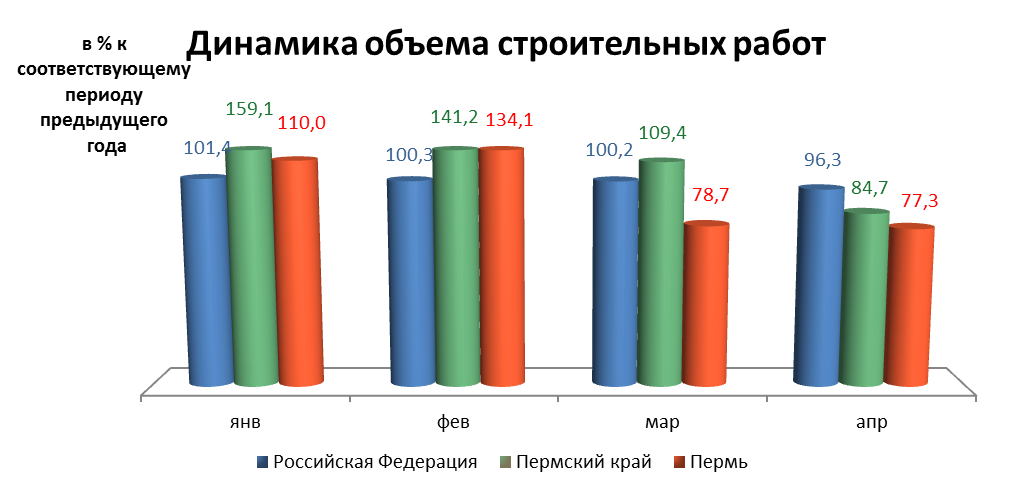 Динамика объема строительных работ
в % к
соответствующему
периоду
предыдущего
года
101,4 159,1 110,0 100,3 141,2 134,1 100,2 109,4 78,7 96,3 84,7 77,3
янв фев мар апр
Российская Федерация Пермский край Пермь